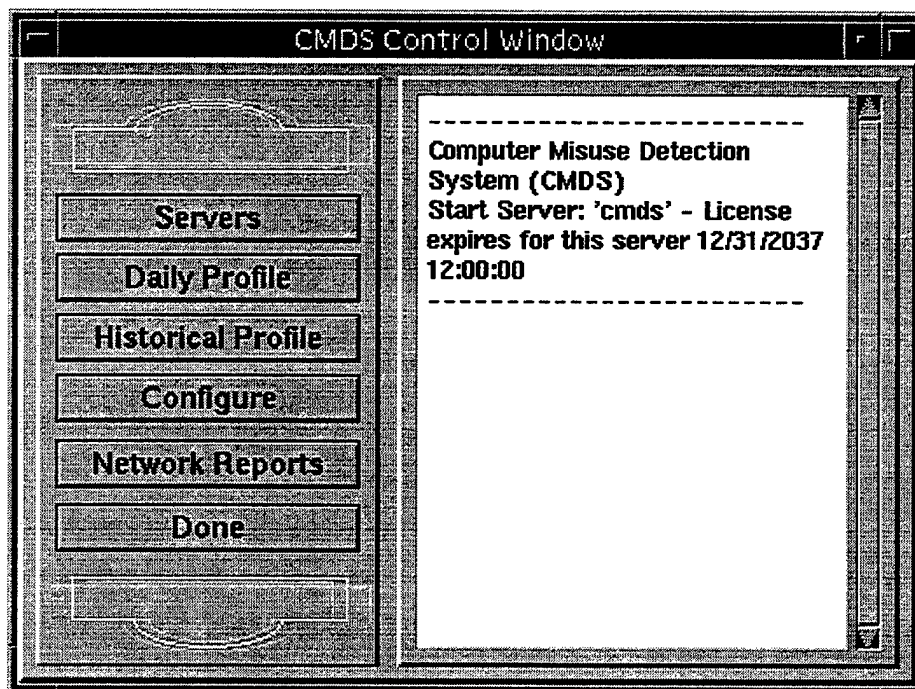 CMDS Control Window
Servers
Daily Profile
Historical Profile
Configure
Network Reports
Done
------------------------
Computer Misuse Detection
System (CMDS)
Start Server: 'cmds' - License
expires for this server 12/31/2037
12:00:00
------------------------